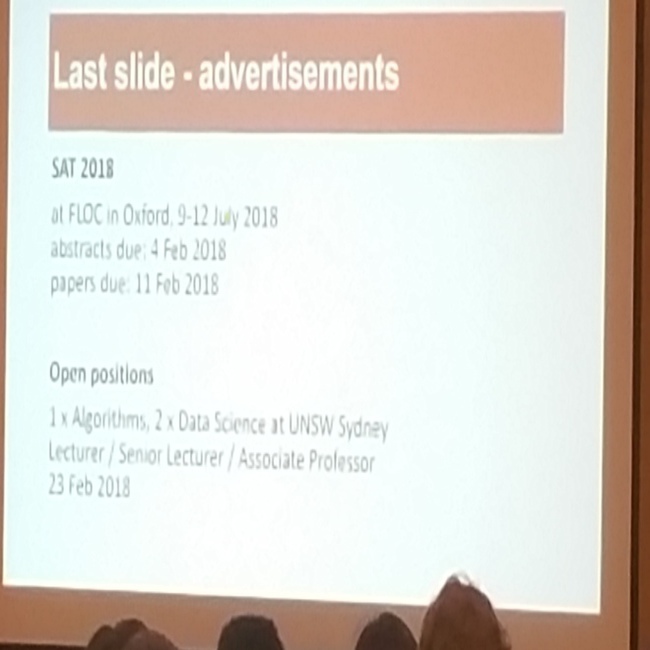 Last slide - advertisements
SAT 2018
at FLOC in Oxford, 9-12 July 2018
abstracts due: 4 Feb 2018
papers due: 11 Feb 2018
Open positions
1 x Algorithms, 2 x Data Science at UNSW Sydney
Lecturer / Senior Lecturer / Associate Professor
23 Feb 2018